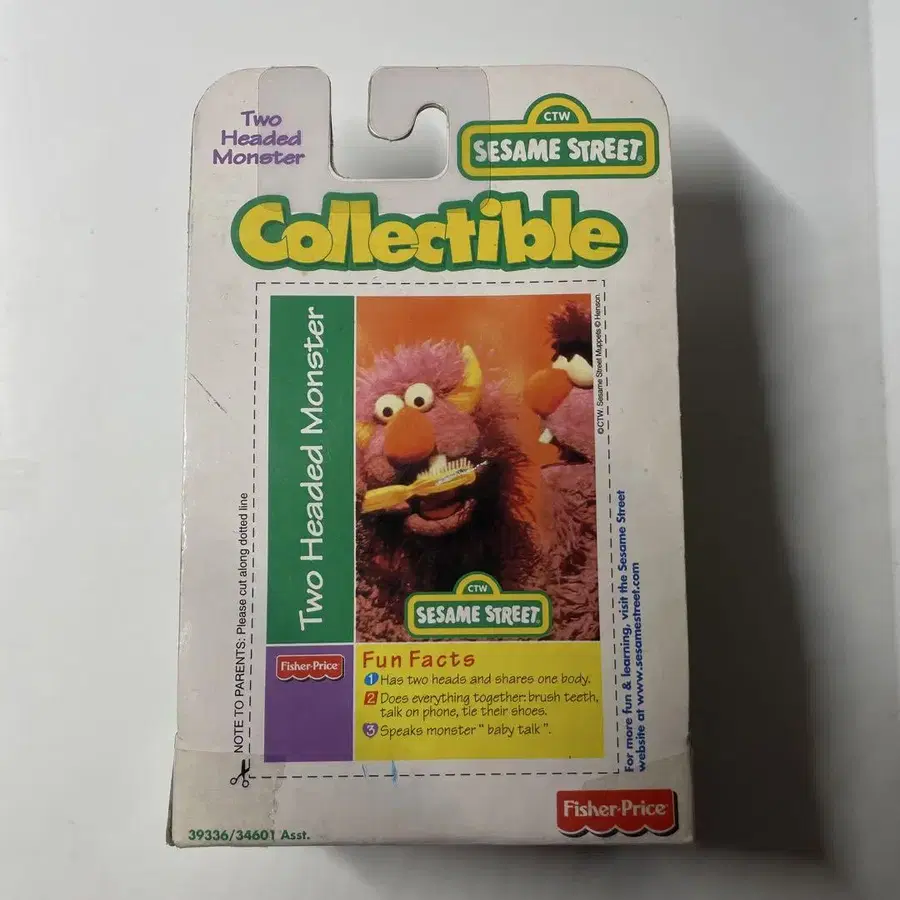 Two
Headed
Monster
CTW
SESAME STREET®
Collectible
Two Headed Monster
©CTW. Sesame Street Muppets © Henson.
CTW
SESAME STREET
Fisher-Price
Fun Facts
1 Has two heads and shares one body.
2 Does everything together: brush teeth,
talk on phone, tie their shoes.
3 Speaks monster "baby talk".
NOTE TO PARENTS: Please cut along dotted line
For more fun & learning, visit the Sesame Street
website at www.sesamestreet.com
39336/34601 Asst.
Fisher-Price